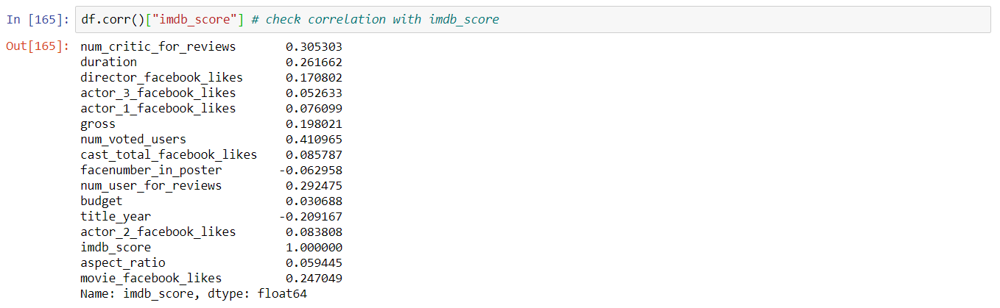 In [165]: df.corr()["imdb_score"] # check correlation with imdb_score
Out[165]: num_critic_for_reviews 0.305303
duration 0.261662
director_facebook_likes 0.170802
actor_3_facebook_likes 0.052633
actor_1_facebook_likes 0.076099
gross 0.198021
num_voted_users 0.410965
cast_total_facebook_likes 0.085787
facenumber_in_poster -0.062958
num_user_for_reviews 0.292475
budget 0.030688
title_year -0.209167
actor_2_facebook_likes 0.083808
imdb_score 1.000000
aspect_ratio 0.059445
movie_facebook_likes 0.247049
Name: imdb_score, dtype: float64